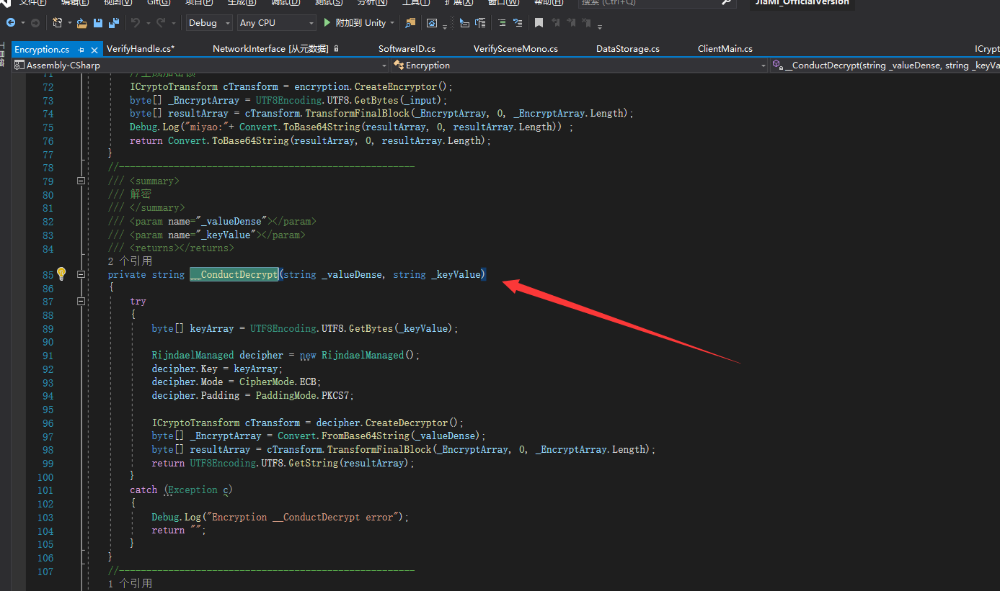 文件(F) 编辑(E) 视图(V) Git(G) 项目(P) 生成(B) 调试(D) 测试(S) 分析(N) 工具(T) 扩展(X) 窗口(W) 帮助(H) 搜索 (Ctrl+Q) JiaMi_OfficialVersion
Debug Any CPU 附加到 Unity
Encryption.cs VerifyHandle.cs* NetworkInterface [从元数据] SoftwareID.cs VerifySceneMono.cs DataStorage.cs ClientMain.cs ICrypt
Assembly-CSharp Encryption __ConductDecrypt(string _valueDense, string _keyVa
71 //生成加密锁
72 ICryptoTransform cTransform = encryption.CreateEncryptor();
73 byte[] _EncryptArray = UTF8Encoding.UTF8.GetBytes(_input);
74 byte[] resultArray = cTransform.TransformFinalBlock(_EncryptArray, 0, _EncryptArray.Length);
75 Debug.Log("miyao:"+ Convert.ToBase64String(resultArray, 0, resultArray.Length)) ;
76 return Convert.ToBase64String(resultArray, 0, resultArray.Length);
77 }
78 //------------------------------------------------------
79 /// <summary>
80 /// 解密
81 /// </summary>
82 /// <param name="_valueDense"></param>
83 /// <param name="_keyValue"></param>
84 /// <returns></returns>
2 个引用
85 private string __ConductDecrypt(string _valueDense, string _keyValue)
86 {
87 try
88 {
89 byte[] keyArray = UTF8Encoding.UTF8.GetBytes(_keyValue);
90
91 RijndaelManaged decipher = new RijndaelManaged();
92 decipher.Key = keyArray;
93 decipher.Mode = CipherMode.ECB;
94 decipher.Padding = PaddingMode.PKCS7;
95
96 ICryptoTransform cTransform = decipher.CreateDecryptor();
97 byte[] _EncryptArray = Convert.FromBase64String(_valueDense);
98 byte[] resultArray = cTransform.TransformFinalBlock(_EncryptArray, 0, _EncryptArray.Length);
99 return UTF8Encoding.UTF8.GetString(resultArray);
100 }
101 catch (Exception c)
102 {
103 Debug.Log("Encryption __ConductDecrypt error");
104 return "";
105 }
106 }
107 //------------------------------------------------------
1 个引用